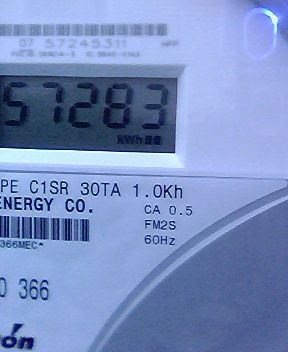 07 57245311
57283
kWh
PE C1SR 30TA 1.0Kh
ENERGY CO.
CA 0.5
FM2S
60Hz
366MEC*
0 366
ön